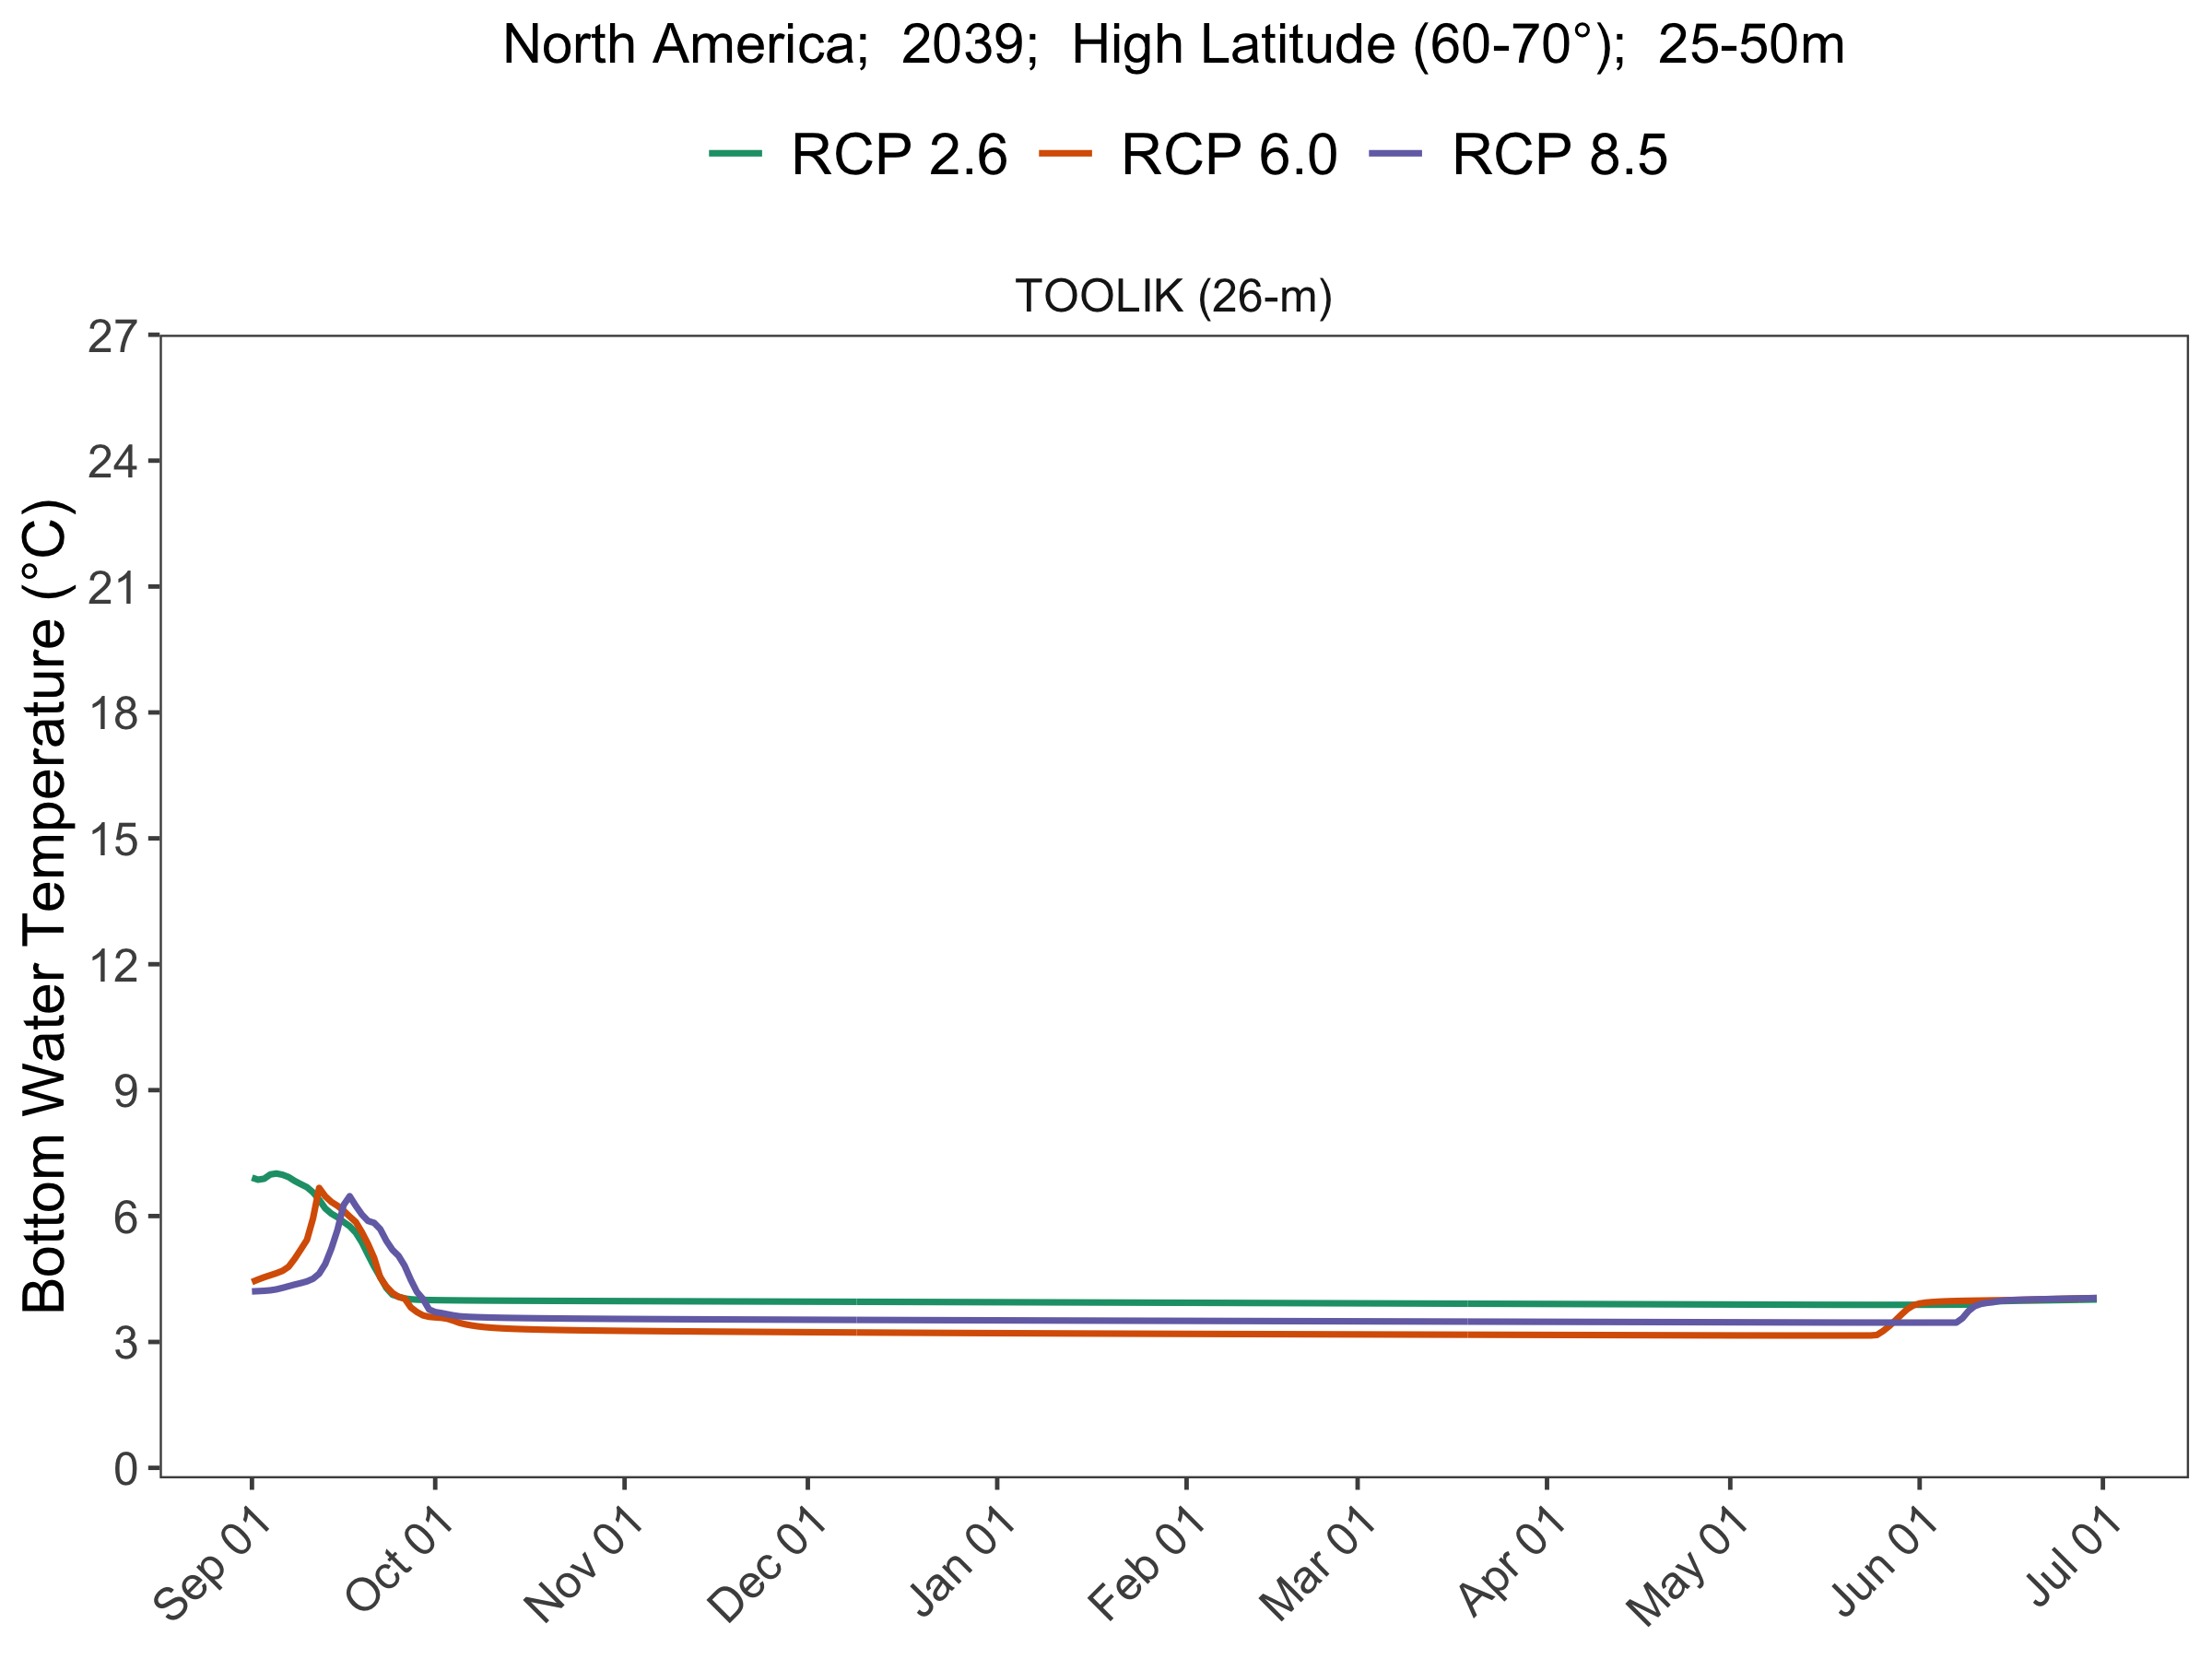 North America;  2039;  High Latitude (60-70°);  25-50m
RCP 2.6 RCP 6.0 RCP 8.5
TOOLIK (26-m)
Bottom Water Temperature (°C)
27
24
21
18
15
12
9
6
3
0
Sep 01 Oct 01 Nov 01 Dec 01 Jan 01 Feb 01 Mar 01 Apr 01 May 01 Jun 01 Jul 01